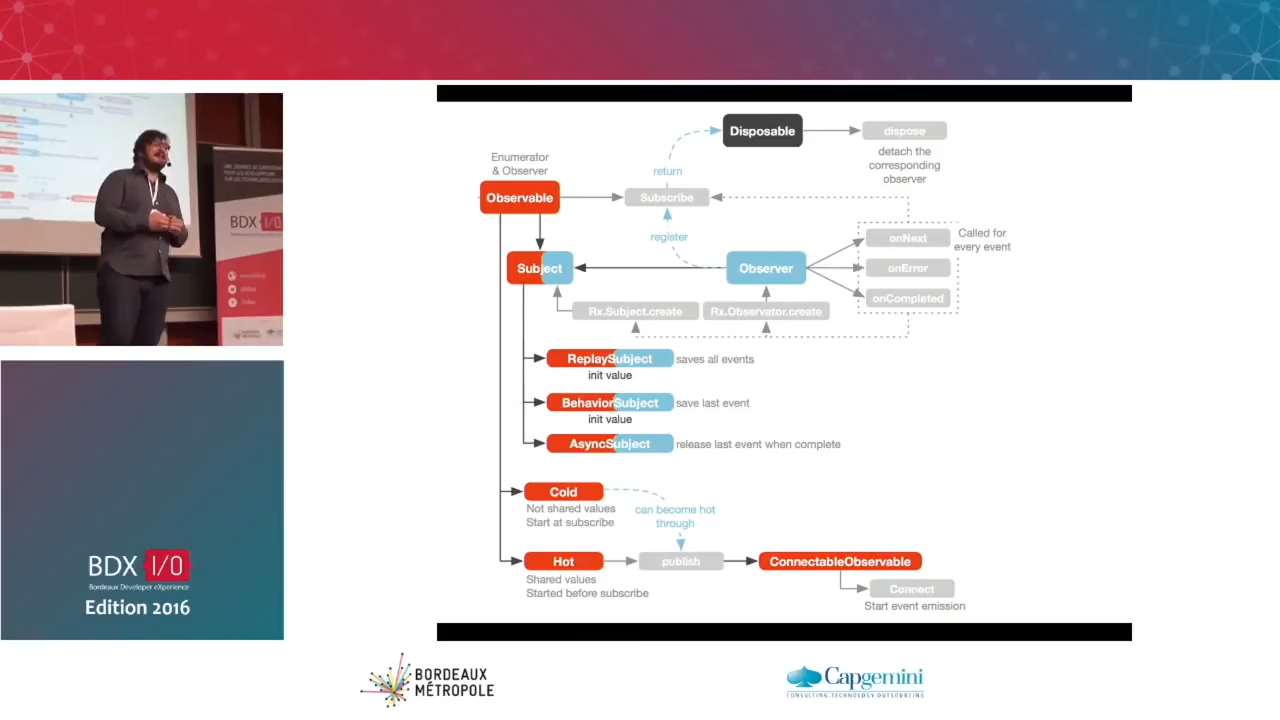 BDX I/O
BDX I/O
Bordeaux Developer eXperience
Edition 2016
Disposable
dispose
detach the
corresponding
observer
Enumerator
& Observer
return
Observable
Subscribe
register
onNext
Called for
every event
Subject
Observer
onError
onCompleted
Rx.Subject.create
Rx.Observator.create
ReplaySubject
saves all events
init value
BehaviorSubject
save last event
init value
AsyncSubject
release last event when complete
Cold
Not shared values
Start at subscribe
can become hot
through
Hot
publish
ConnectableObservable
Shared values
Started before subscribe
Connect
Start event emission
BORDEAUX
MÉTROPOLE
Capgemini
CONSULTING.TECHNOLOGY.OUTSOURCING